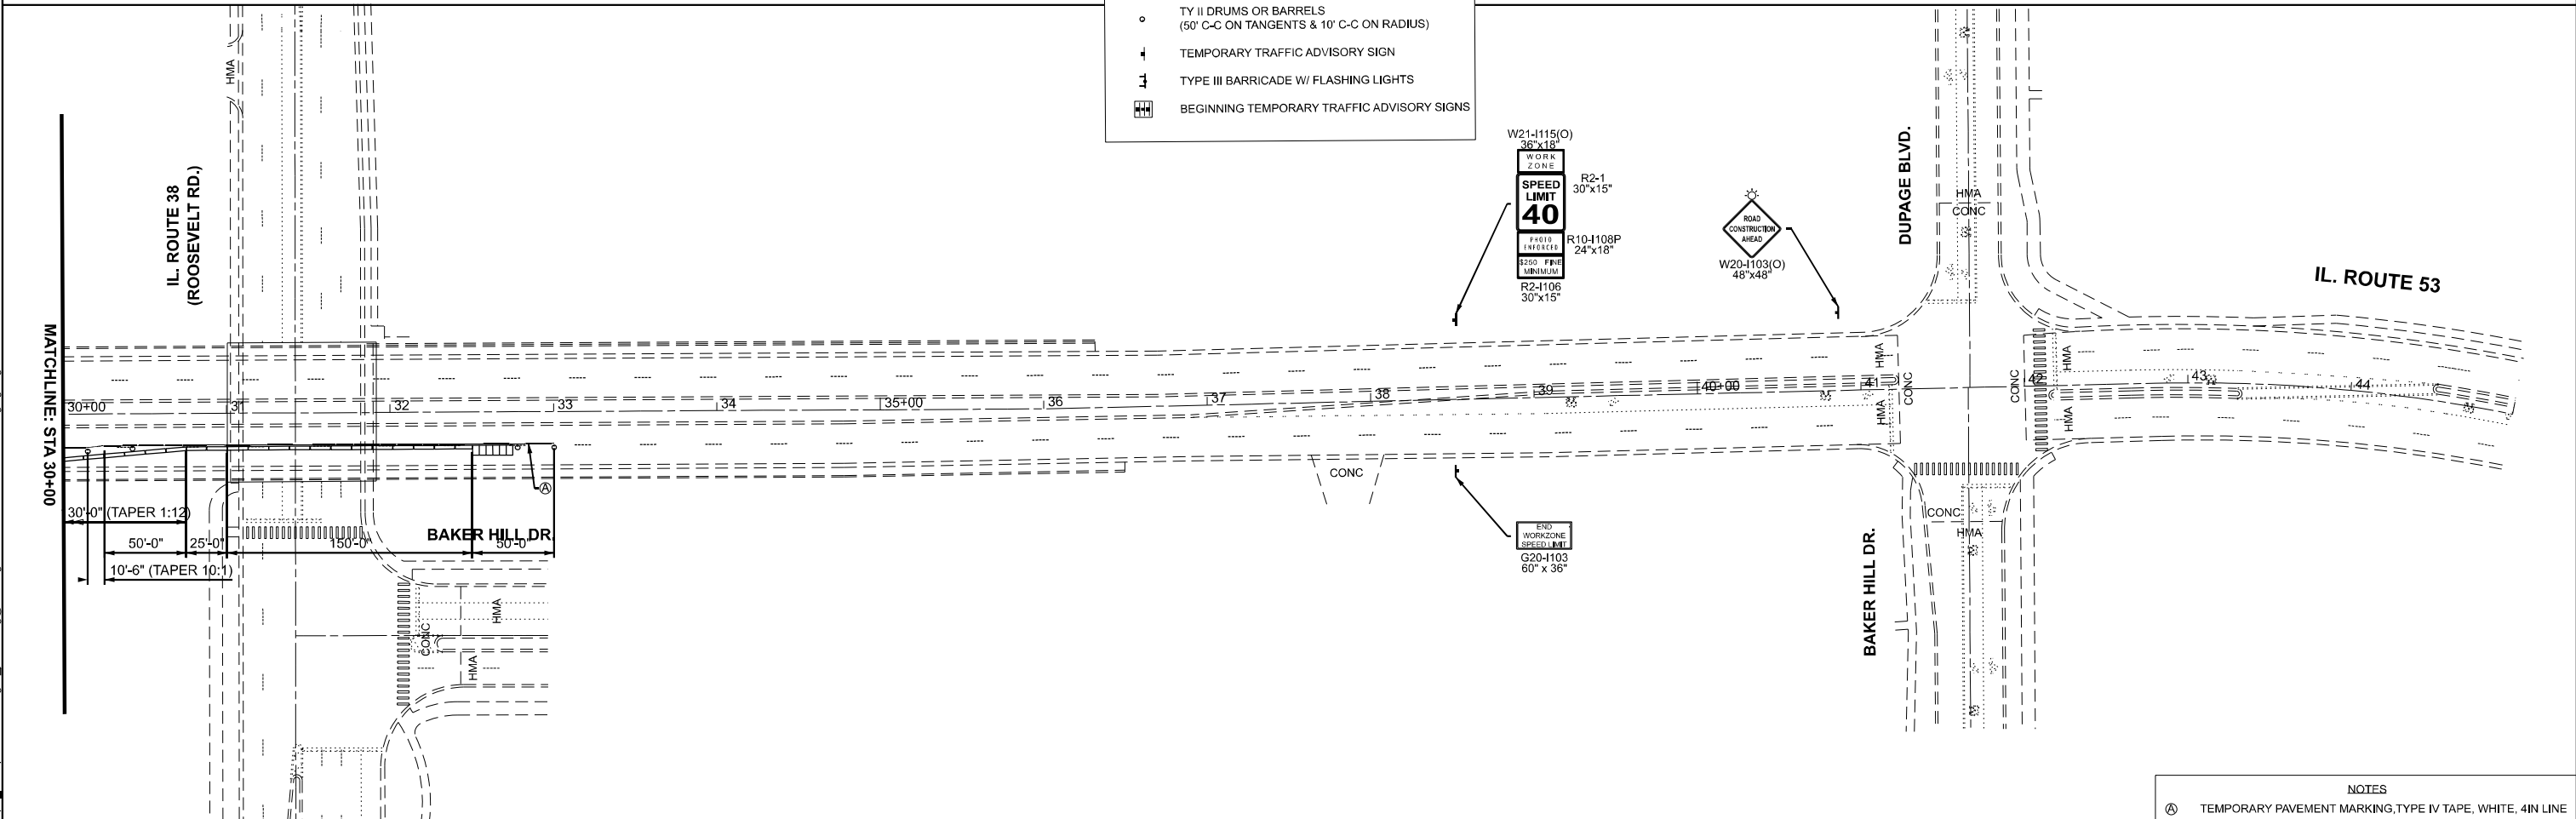 TY II DRUMS OR BARRELS
(50' C-C ON TANGENTS & 10' C-C ON RADIUS)
TEMPORARY TRAFFIC ADVISORY SIGN
TYPE III BARRICADE W/ FLASHING LIGHTS
BEGINNING TEMPORARY TRAFFIC ADVISORY SIGNS
HMA
IL. ROUTE 38
(ROOSEVELT RD.)
MATCHLINE: STA 30+00
W21-I115(O)
36"x18"
WORK
ZONE
SPEED
LIMIT
40
R2-1
30"x15"
PHOTO
ENFORCED
R10-I108P
24"x18"
$250 FINE
MINIMUM
R2-I106
30"x15"
ROAD
CONSTRUCTION
AHEAD
W20-I103(O)
48"x48"
DUPAGE BLVD.
HMA
CONC
IL. ROUTE 53
30+00
31
32
33
34
35+00
36
37
38
39
40+00
41
42
43
44
HMA
CONC
HMA
CONC
HMA
HMA
A
CONC
30'-0" (TAPER 1:12)
50'-0"
25'-0"
150'-0"
50'-0"
10'-6" (TAPER 10:1)
BAKER HILL DR.
CONC
HMA
HMA
END
WORKZONE
SPEED LIMIT
G20-I103
60" x 36"
BAKER HILL DR.
CONC
HMA
NOTES
A TEMPORARY PAVEMENT MARKING,TYPE IV TAPE, WHITE, 4IN LINE